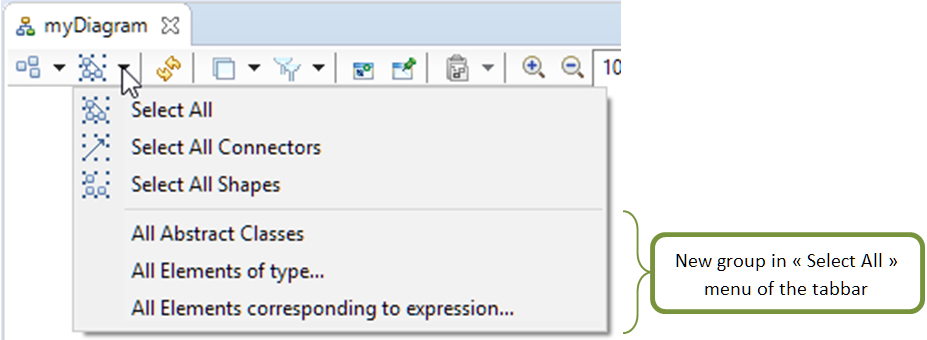 myDiagram
10
Select All
Select All Connectors
Select All Shapes
All Abstract Classes
All Elements of type...
All Elements corresponding to expression...
New group in « Select All »
menu of the tabbar